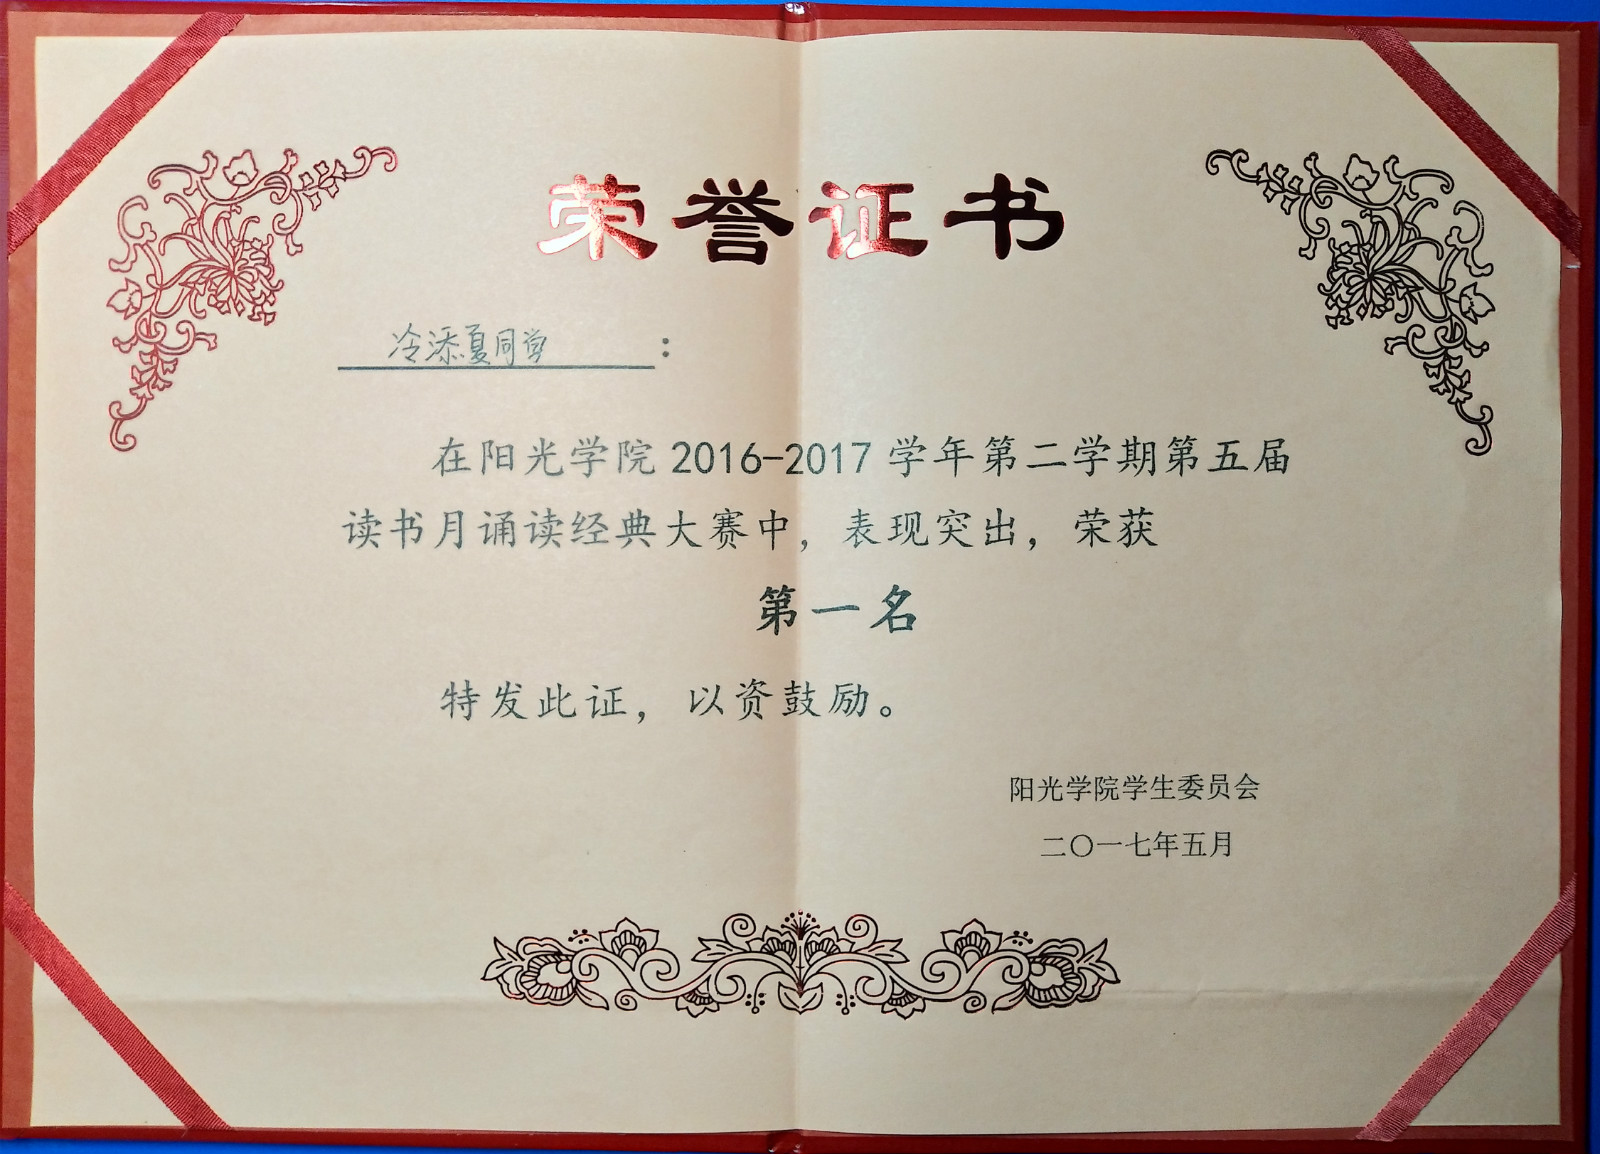 荣誉证书
冷添夏同学：
在阳光学院 2016-2017 学年第二学期第五届
读书月诵读经典大赛中，表现突出，荣获
第一名
特发此证，以资鼓励。
阳光学院学生委员会
二〇一七年五月